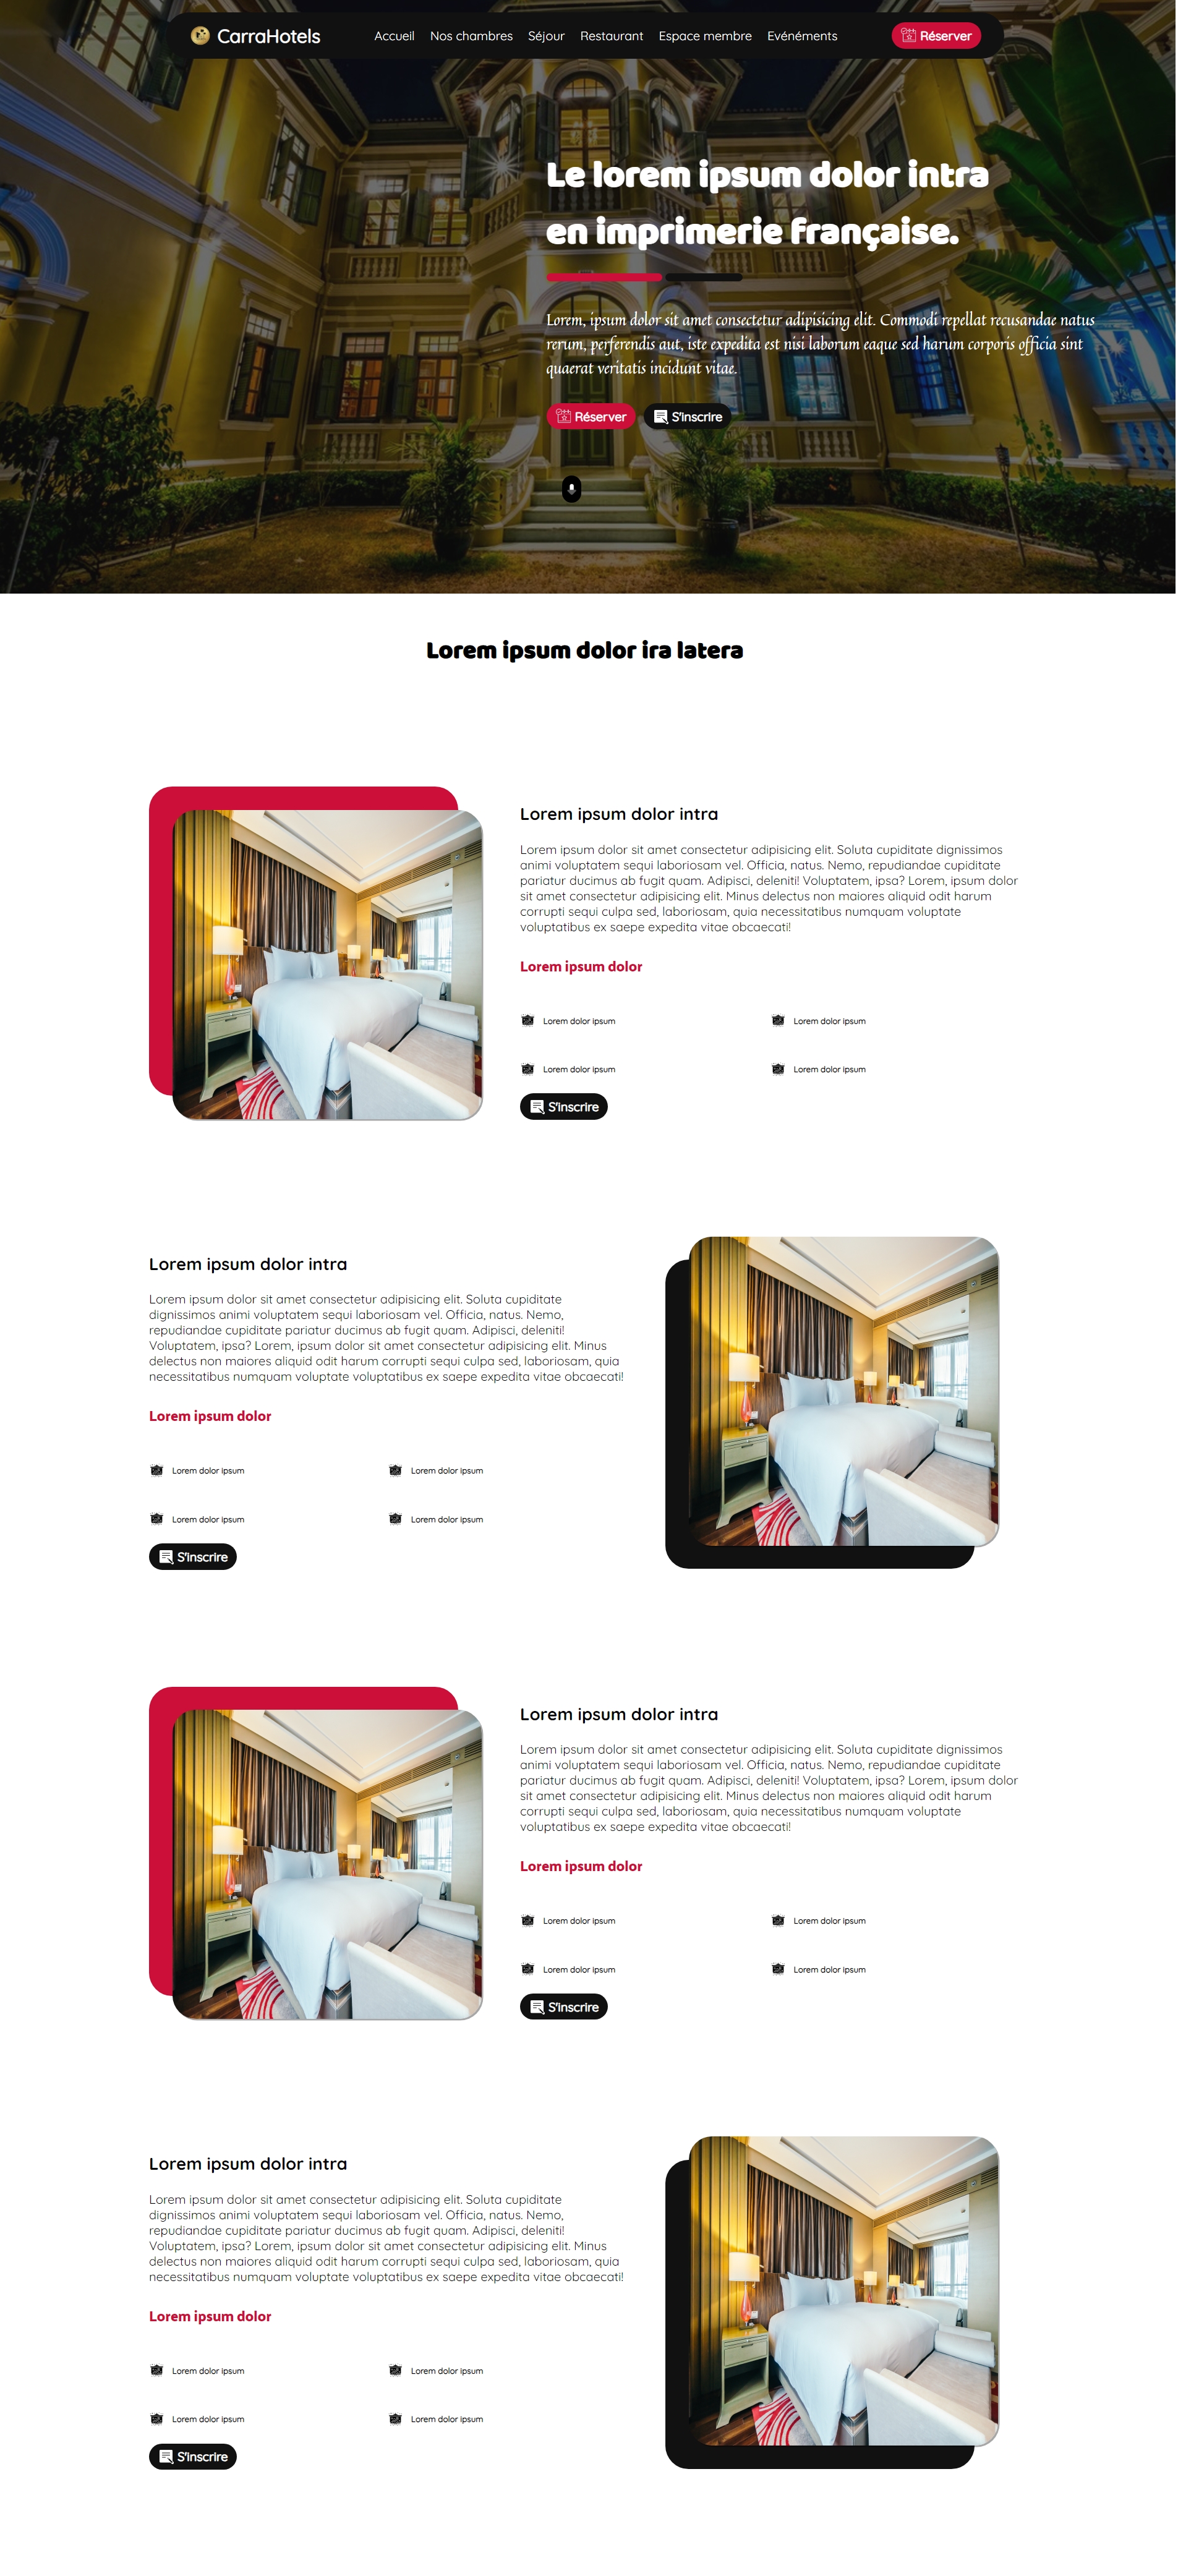 CarraHotels
Accueil Nos chambres Séjour Restaurant Espace membre Evénéments
Réserver
Le lorem ipsum dolor intra
en imprimerie française.
Lorem, ipsum dolor sit amet consectetur adipisicing elit. Commodi repellat recusandae natus
rerum, perferendis aut, iste expedita est nisi laborum eaque sed harum corporis officia sint
quaerat veritatis incidunt vitae.
Réserver S'inscrire
Lorem ipsum dolor ira latera
Lorem ipsum dolor intra
Lorem ipsum dolor sit amet consectetur adipisicing elit. Soluta cupiditate dignissimos
animi voluptatem sequi laboriosam vel. Officia, natus. Nemo, repudiandae cupiditate
pariatur ducimus ab fugit quam. Adipisci, deleniti! Voluptatem, ipsa? Lorem, ipsum dolor
sit amet consectetur adipisicing elit. Minus delectus non maiores aliquid odit harum
corrupti sequi culpa sed, laboriosam, quia necessitatibus numquam voluptate
voluptatibus ex saepe expedita vitae obcaecati!
Lorem ipsum dolor
Lorem dolor ipsum Lorem dolor ipsum
Lorem dolor ipsum Lorem dolor ipsum
S'inscrire
Lorem ipsum dolor intra
Lorem ipsum dolor sit amet consectetur adipisicing elit. Soluta cupiditate
dignissimos animi voluptatem sequi laboriosam vel. Officia, natus. Nemo,
repudiandae cupiditate pariatur ducimus ab fugit quam. Adipisci, deleniti!
Voluptatem, ipsa? Lorem, ipsum dolor sit amet consectetur adipisicing elit. Minus
delectus non maiores aliquid odit harum corrupti sequi culpa sed, laboriosam, quia
necessitatibus numquam voluptate voluptatibus ex saepe expedita vitae obcaecati!
Lorem ipsum dolor
Lorem dolor ipsum Lorem dolor ipsum
Lorem dolor ipsum Lorem dolor ipsum
S'inscrire
Lorem ipsum dolor intra
Lorem ipsum dolor sit amet consectetur adipisicing elit. Soluta cupiditate dignissimos
animi voluptatem sequi laboriosam vel. Officia, natus. Nemo, repudiandae cupiditate
pariatur ducimus ab fugit quam. Adipisci, deleniti! Voluptatem, ipsa? Lorem, ipsum dolor
sit amet consectetur adipisicing elit. Minus delectus non maiores aliquid odit harum
corrupti sequi culpa sed, laboriosam, quia necessitatibus numquam voluptate
voluptatibus ex saepe expedita vitae obcaecati!
Lorem ipsum dolor
Lorem dolor ipsum Lorem dolor ipsum
Lorem dolor ipsum Lorem dolor ipsum
S'inscrire
Lorem ipsum dolor intra
Lorem ipsum dolor sit amet consectetur adipisicing elit. Soluta cupiditate
dignissimos animi voluptatem sequi laboriosam vel. Officia, natus. Nemo,
repudiandae cupiditate pariatur ducimus ab fugit quam. Adipisci, deleniti!
Voluptatem, ipsa? Lorem, ipsum dolor sit amet consectetur adipisicing elit. Minus
delectus non maiores aliquid odit harum corrupti sequi culpa sed, laboriosam, quia
necessitatibus numquam voluptate voluptatibus ex saepe expedita vitae obcaecati!
Lorem ipsum dolor
Lorem dolor ipsum Lorem dolor ipsum
Lorem dolor ipsum Lorem dolor ipsum
S'inscrire